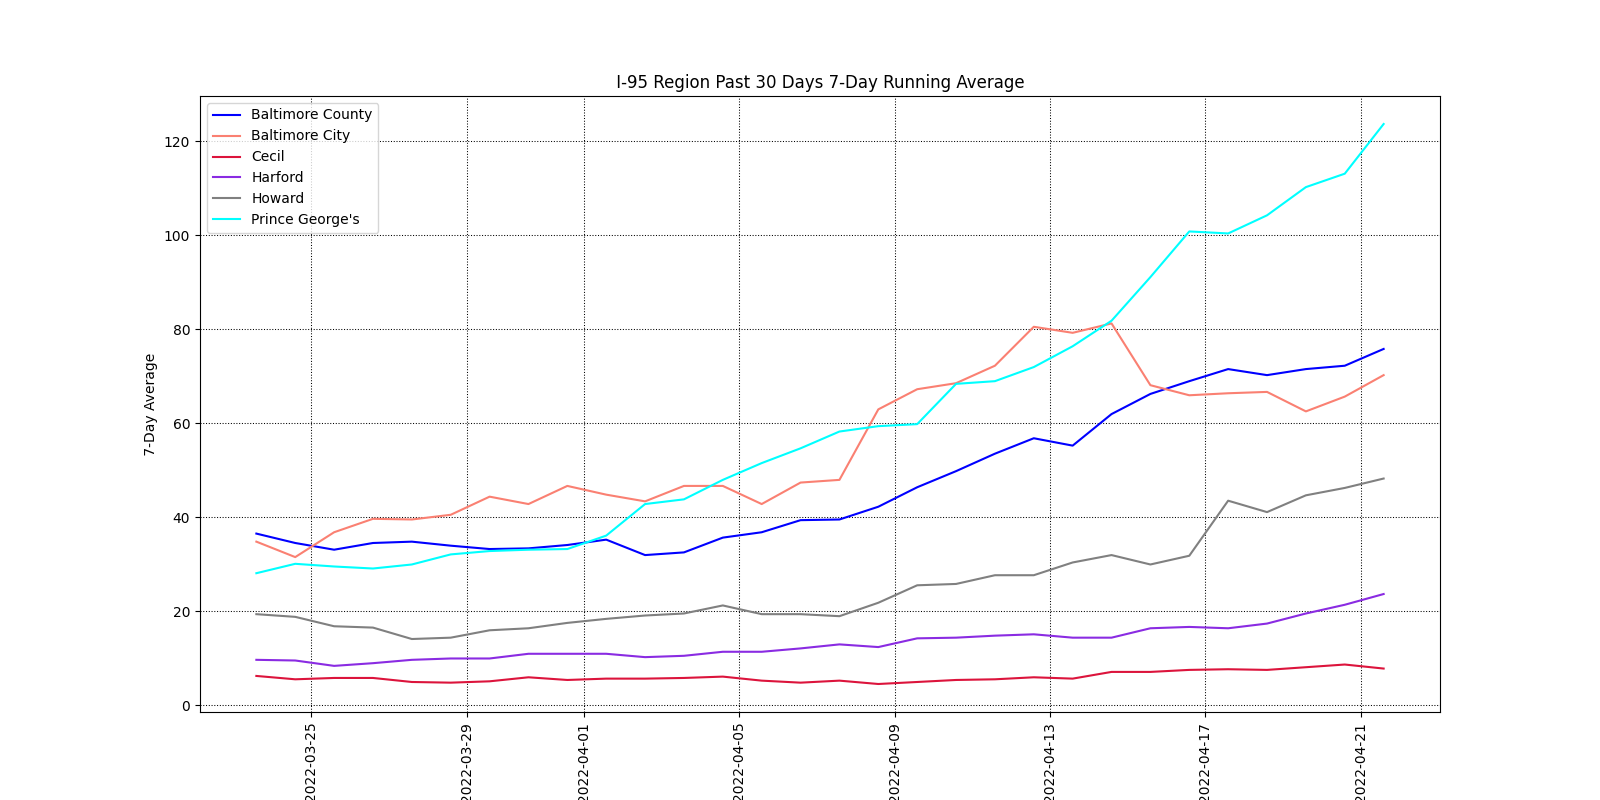 I-95 Region Past 30 Days 7-Day Running Average
Baltimore County
Baltimore City
Cecil
Harford
Howard
Prince George's
7-Day Average
120
100
80
60
40
20
0
2022-03-25
2022-03-29
2022-04-01
2022-04-05
2022-04-09
2022-04-13
2022-04-17
2022-04-21